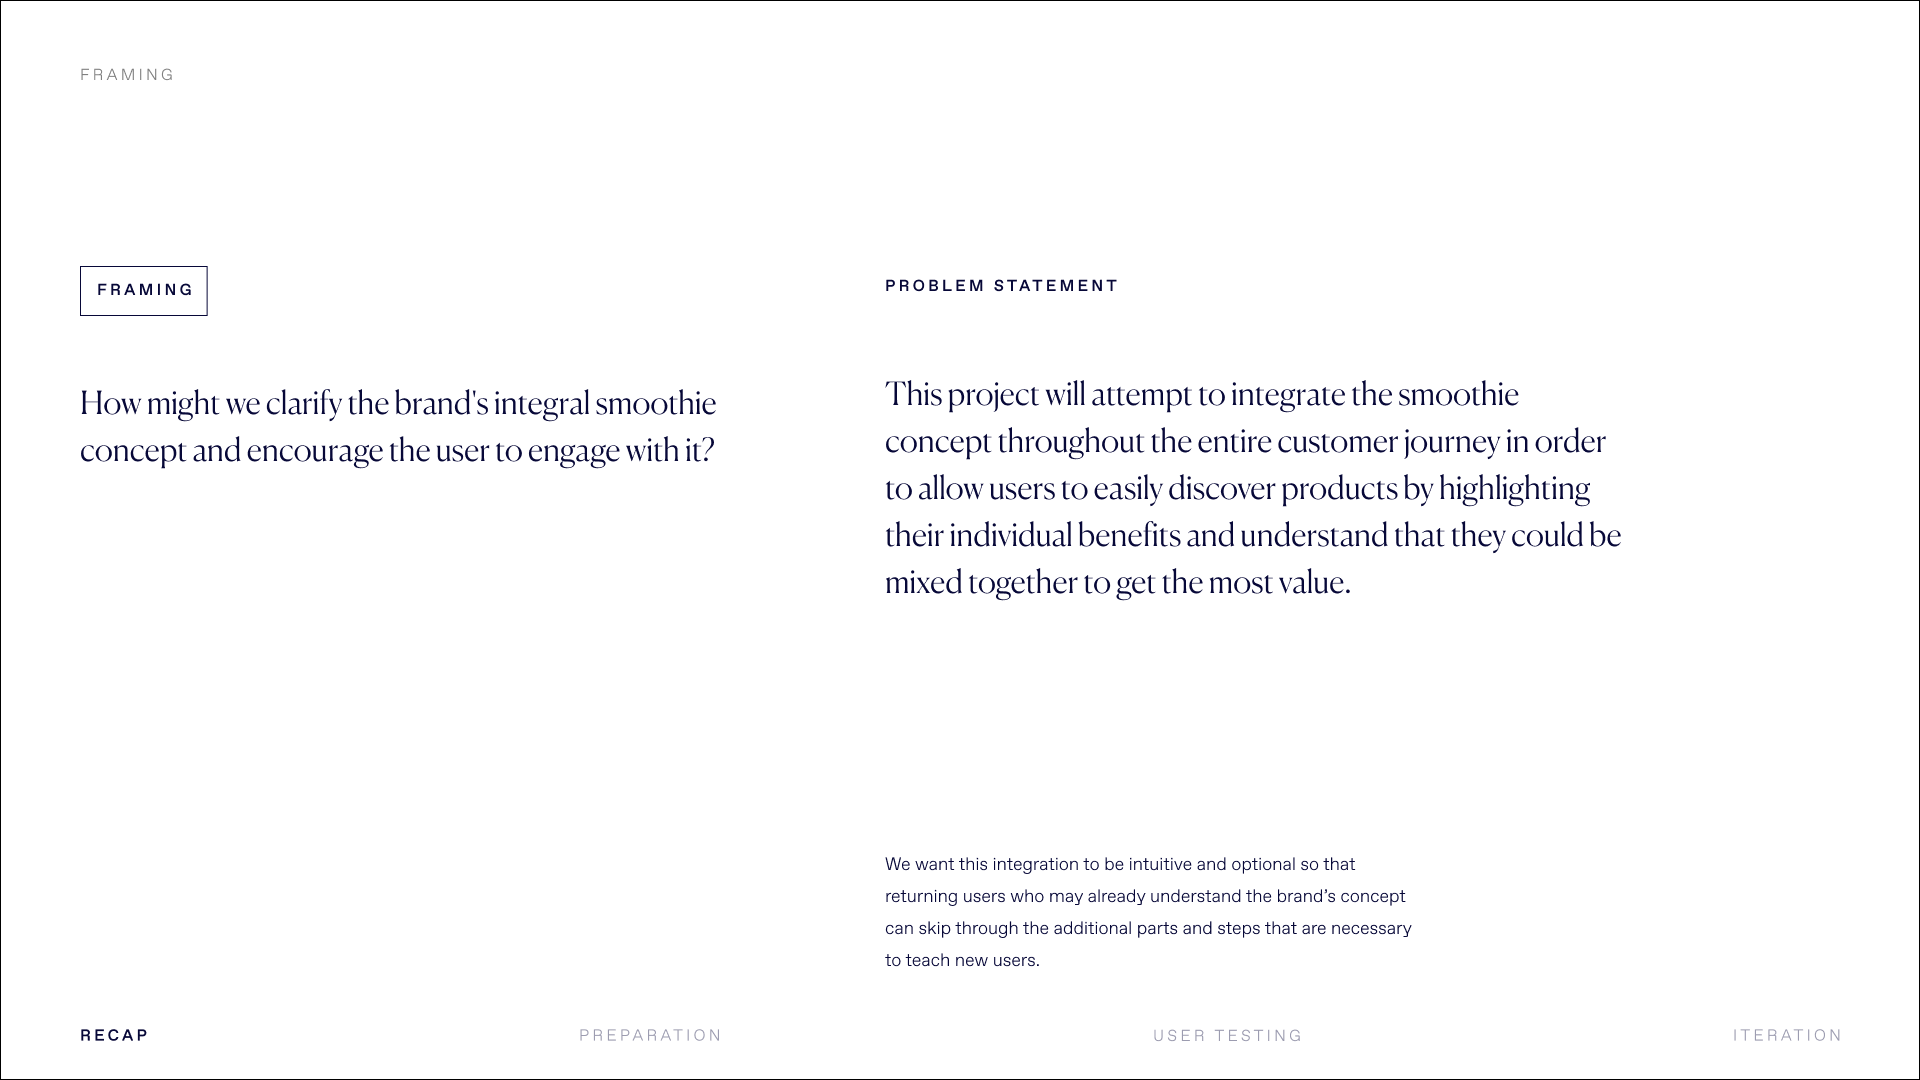 FRAMING
FRAMING
How might we clarify the brand's integral smoothie
concept and encourage the user to engage with it?
PROBLEM STATEMENT
This project will attempt to integrate the smoothie
concept throughout the entire customer journey in order
to allow users to easily discover products by highlighting
their individual benefits and understand that they could be
mixed together to get the most value.
We want this integration to be intuitive and optional so that
returning users who may already understand the brand’s concept
can skip through the additional parts and steps that are necessary
to teach new users.
RECAP
PREPARATION
USER TESTING
ITERATION